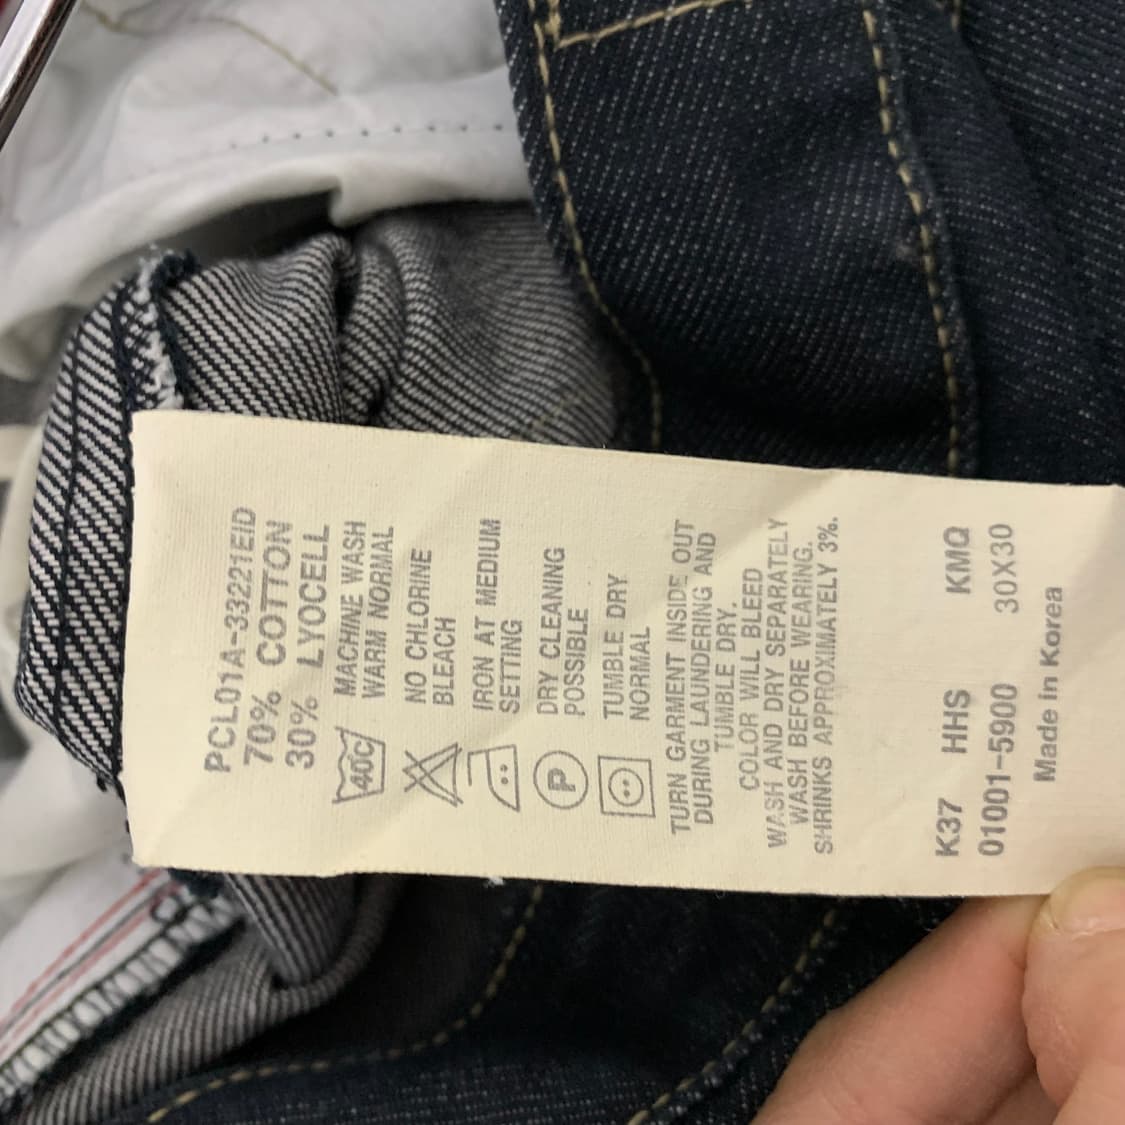 PCL01A-33221EID
70% COTTON
30% LYOCELL
40C
MACHINE WASH
WARM NORMAL
NO CHLORINE
BLEACH
IRON AT MEDIUM
SETTING
P
DRY CLEANING
POSSIBLE
TUMBLE DRY
NORMAL
TURN GARMENT INSIDE OUT
DURING LAUNDERING AND
TUMBLE DRY.
COLOR WILL BLEED
WASH AND DRY SEPARATELY
WASH BEFORE WEARING.
SHRINKS APPROXIMATELY 3%.
K37 HHS KMQ
01001-5900 30X30
Made in Korea